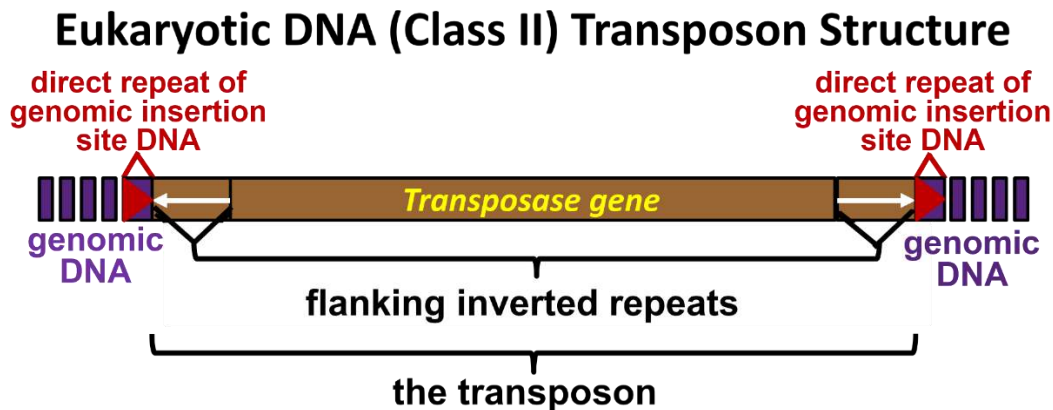 Eukaryotic DNA (Class II) Transposon Structure
direct repeat of
genomic insertion
site DNA
direct repeat of
genomic insertion
site DNA
Transposase gene
genomic
DNA
genomic
DNA
flanking inverted repeats
the transposon